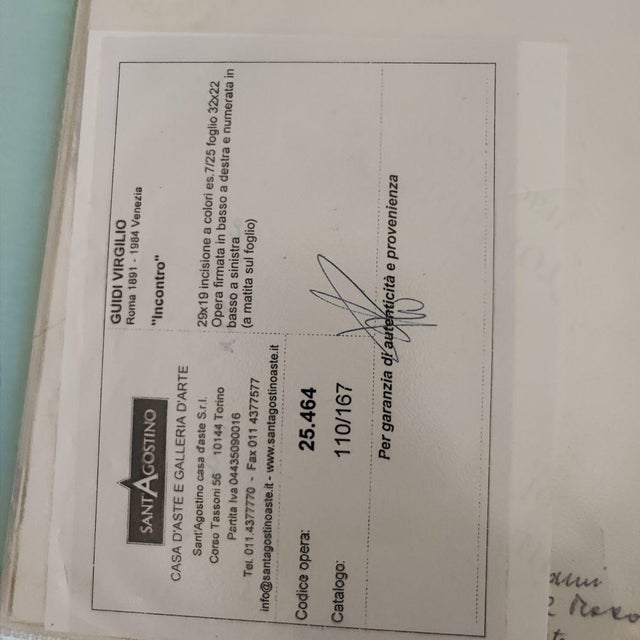 SANT'AGOSTINO
CASA D'ASTE E GALLERIA D'ARTE
Sant'Agostino casa d'aste S.r.l.
Corso Tassoni 56 10144 Torino
Partita Iva 04435090016
Tel. 011.4377770 - Fax 011 4377577
info@santagostinoaste.it - www.santagostinoaste.it
GUIDI VIRGILIO
Roma 1891 - 1984 Venezia
"Incontro"
29x19 incisione a colori es.7/25 foglio 32x22
Opera firmata in basso a destra e numerata in
basso a sinistra
(a matita sul foglio)
Codice opera: 25.464
Catalogo: 110/167
Per garanzia di autenticità e provenienza